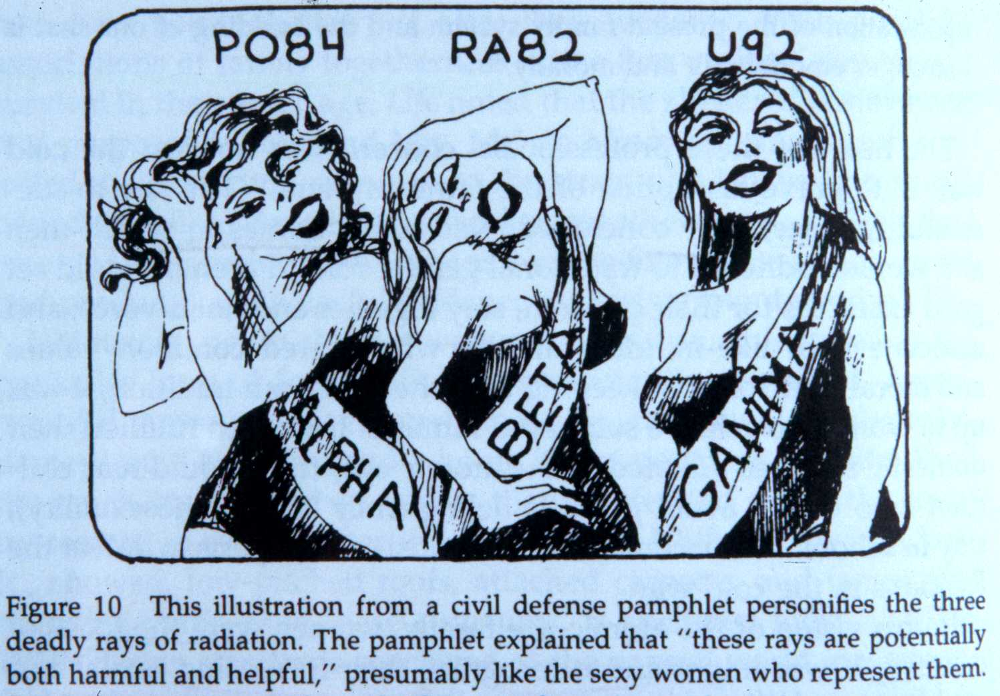 PO84 RA82 U92
ALPHA
BETA
GAMMA
Figure 10 This illustration from a civil defense pamphlet personifies the three
deadly rays of radiation. The pamphlet explained that “these rays are potentially
both harmful and helpful,” presumably like the sexy women who represent them.